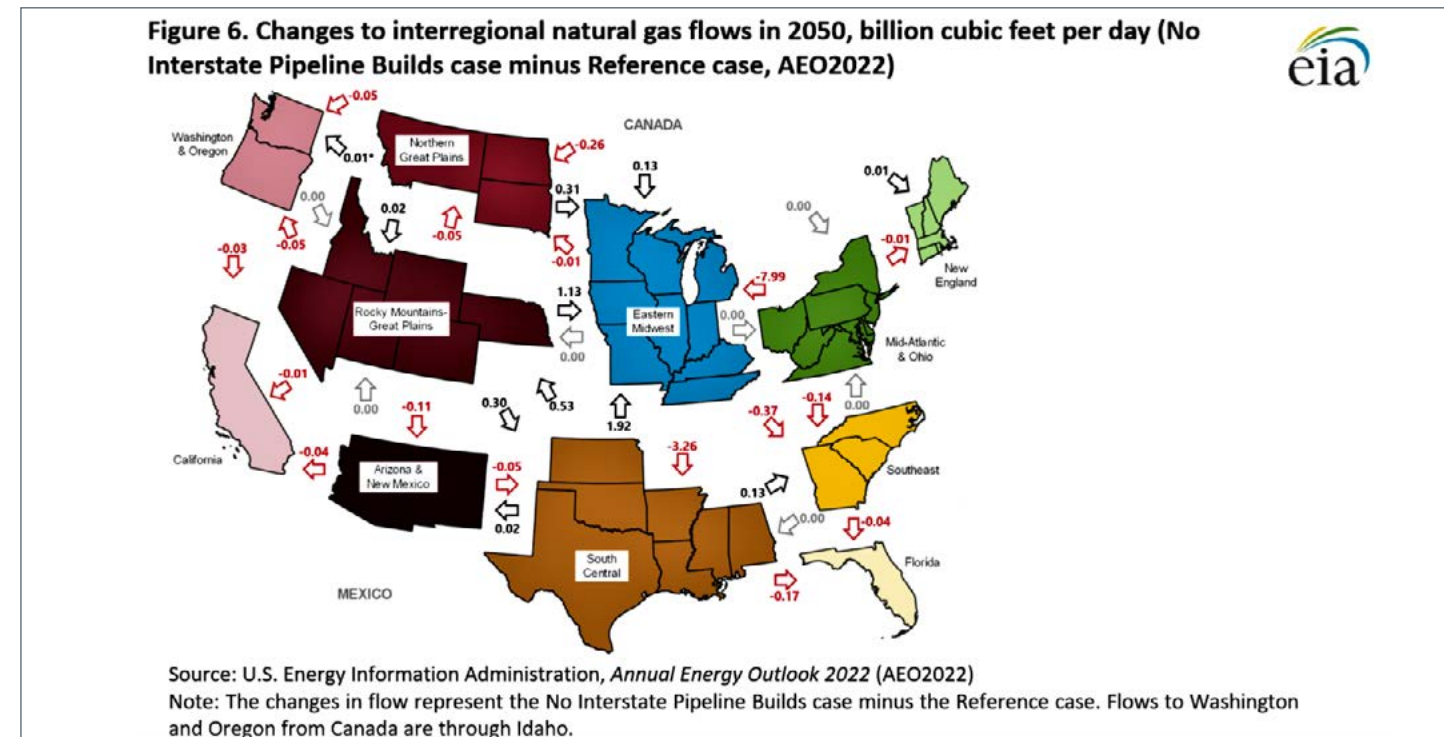 Figure 6. Changes to interregional natural gas flows in 2050, billion cubic feet per day (No
Interstate Pipeline Builds case minus Reference case, AEO2022)
eia
-0.05
CANADA
Washington
& Oregon
0.01*
Northern
Great Plains
-0.26
0.13
0.01
0.00
0.02
0.31
0.00
-0.05
-0.05
-0.01
-0.01
New
England
-0.03
-7.99
1.13
Rocky Mountains-
Great Plains
Eastern
Midwest
0.00
0.00
Mid-Atlantic
& Ohio
-0.01
0.00
-0.11
0.30
0.53
1.92
-0.37
-0.14
0.00
California
-0.04
Arizona &
New Mexico
-0.05
-3.26
Southeast
0.13
0.02
0.00
-0.04
South
Central
Florida
MEXICO
-0.17
Source: U.S. Energy Information Administration, Annual Energy Outlook 2022 (AEO2022)
Note: The changes in flow represent the No Interstate Pipeline Builds case minus the Reference case. Flows to Washington
and Oregon from Canada are through Idaho.